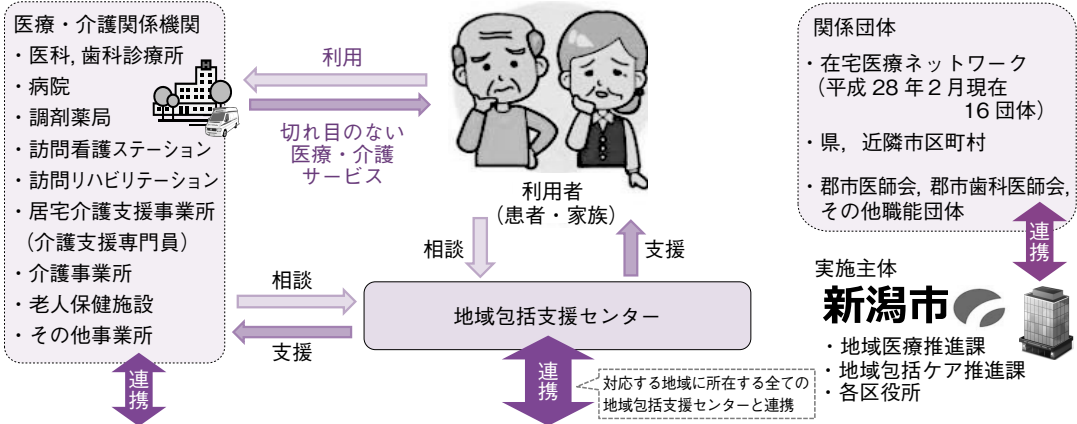 医療・介護関係機関
・医科, 歯科診療所
・病院
・調剤薬局
・訪問看護ステーション
・訪問リハビリテーション
・居宅介護支援事業所
（介護支援専門員）
・介護事業所
・老人保健施設
・その他事業所
連携
利用
切れ目のない
医療・介護
サービス
利用者
（患者・家族）
相談
支援
相談
支援
地域包括支援センター
連携
対応する地域に所在する全ての
地域包括支援センターと連携
関係団体
・在宅医療ネットワーク
（平成 28 年 2 月現在
16 団体）
・県, 近隣市区町村
・郡市医師会, 郡市歯科医師会,
その他職能団体
連携
実施主体
新潟市
・地域医療推進課
・地域包括ケア推進課
・各区役所